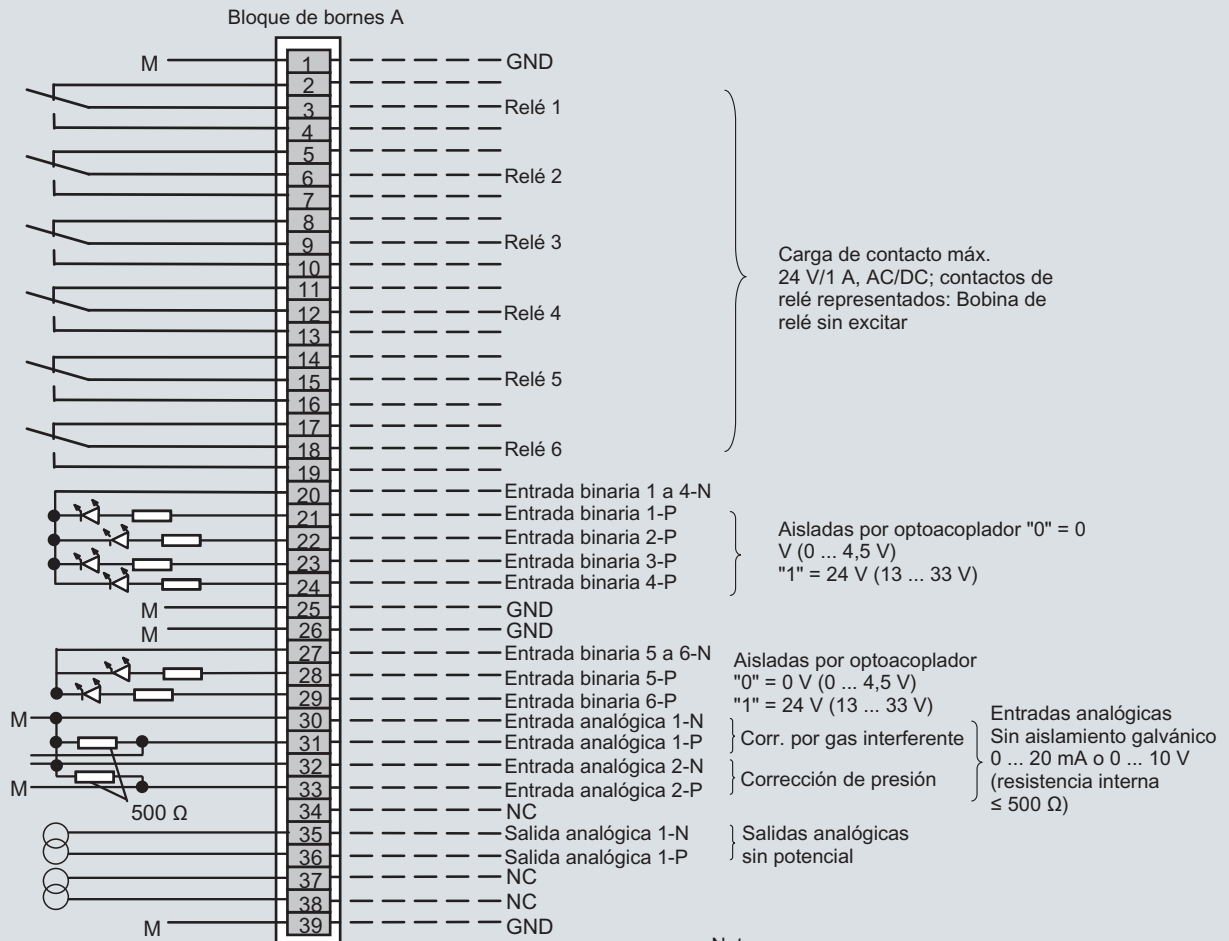 Bloque de bornes A
M 1 GND
2
3 Relé 1
4
5
6 Relé 2
7
8
9 Relé 3
10
11
12 Relé 4
13
14
15 Relé 5
16
17
18 Relé 6
19
Carga de contacto máx.
24 V/1 A, AC/DC; contactos de
relé representados: Bobina de
relé sin excitar
20 Entrada binaria 1 a 4-N
21 Entrada binaria 1-P
22 Entrada binaria 2-P
23 Entrada binaria 3-P
24 Entrada binaria 4-P
Aisladas por optoacoplador "0" = 0
V (0 ... 4,5 V)
"1" = 24 V (13 ... 33 V)
M 25 GND
M 26 GND
27 Entrada binaria 5 a 6-N
28 Entrada binaria 5-P
29 Entrada binaria 6-P
Aisladas por optoacoplador
"0" = 0 V (0 ... 4,5 V)
"1" = 24 V (13 ... 33 V)
M 30 Entrada analógica 1-N
31 Entrada analógica 1-P
Corr. por gas interferente
32 Entrada analógica 2-N
M 33 Entrada analógica 2-P
Corrección de presión
Entradas analógicas
Sin aislamiento galvánico
0 ... 20 mA o 0 ... 10 V
(resistencia interna
≤ 500 Ω)
500 Ω
34 NC
35 Salida analógica 1-N
36 Salida analógica 1-P
Salidas analógicas
sin potencial
37 NC
38 NC
M 39 GND